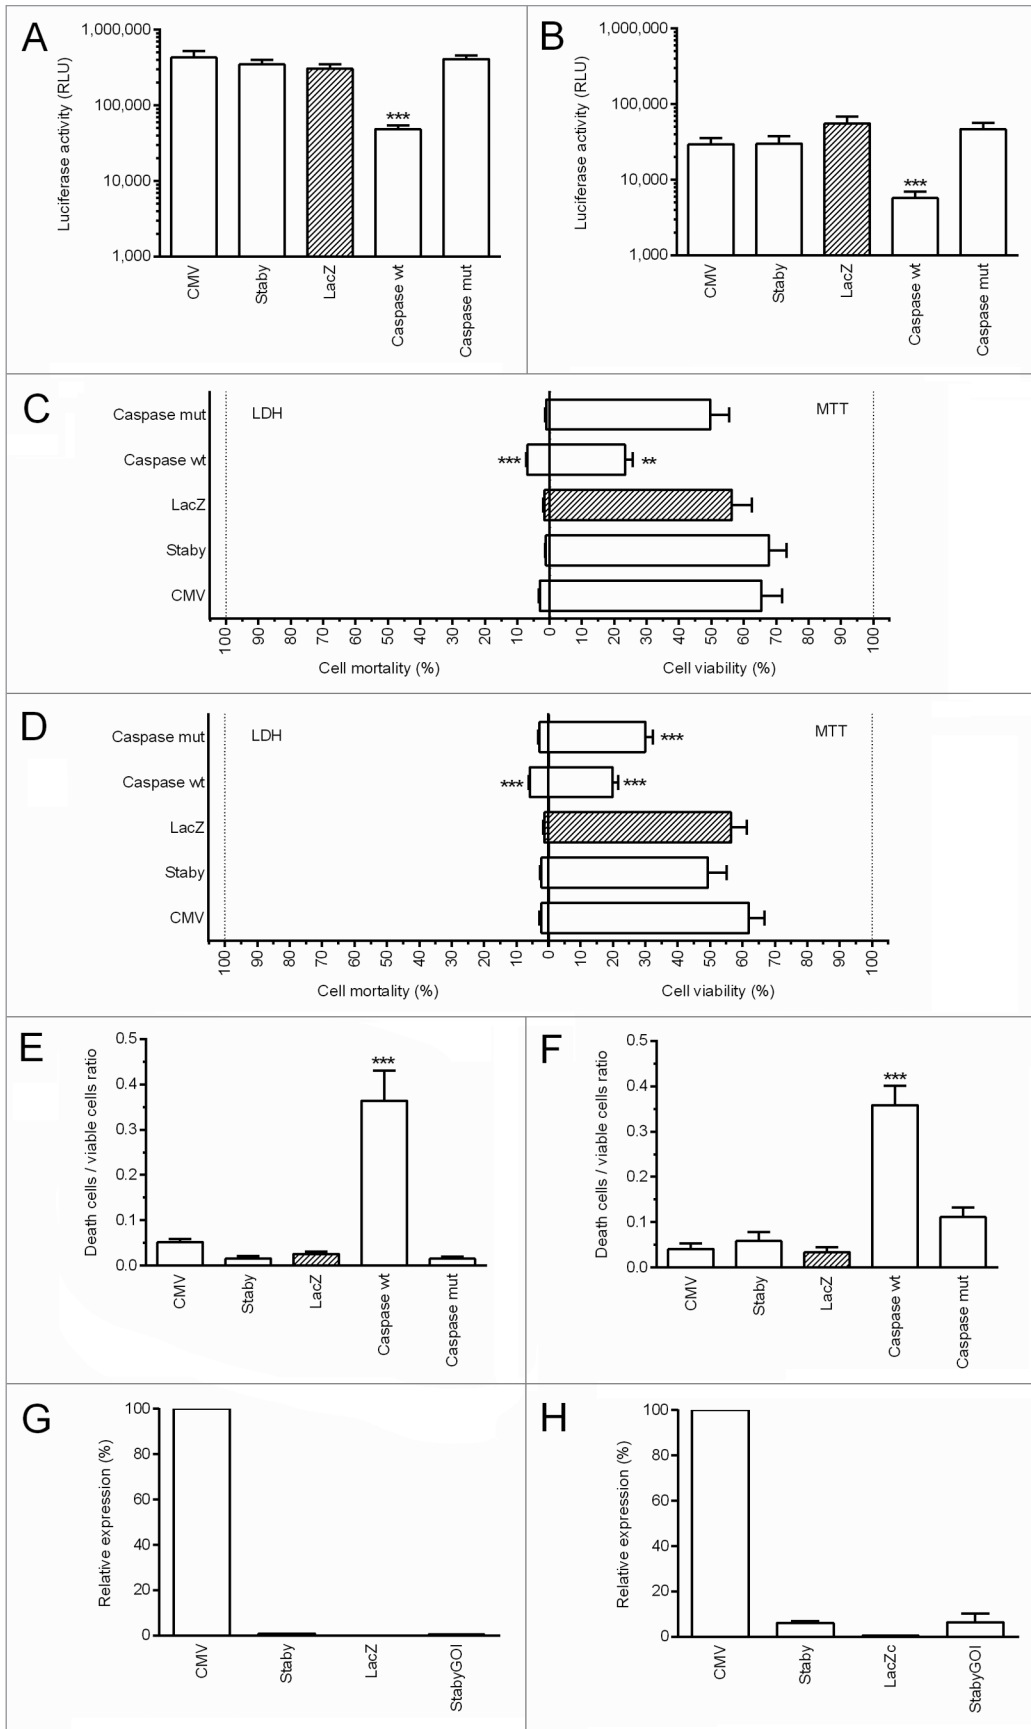 A
Luciferase activity (RLU)
1,000,000
100,000
10,000
1,000
***
CMV
Staby
LacZ
Caspase wt
Caspase mut
B
Luciferase activity (RLU)
1,000,000
100,000
10,000
1,000
***
CMV
Staby
LacZ
Caspase wt
Caspase mut
C
LDH
MTT
Caspase mut
Caspase wt
*** **
LacZ
Staby
CMV
100 90 80 70 60 50 40 30 20 10 0 10 20 30 40 50 60 70 80 90 100
Cell mortality (%) Cell viability (%)
D
LDH
MTT
Caspase mut
***
Caspase wt
*** ***
LacZ
Staby
CMV
100 90 80 70 60 50 40 30 20 10 0 10 20 30 40 50 60 70 80 90 100
Cell mortality (%) Cell viability (%)
E
Death cells / viable cells ratio
0.5
0.4
0.3
0.2
0.1
0.0
***
CMV
Staby
LacZ
Caspase wt
Caspase mut
F
Death cells / viable cells ratio
0.5
0.4
0.3
0.2
0.1
0.0
***
CMV
Staby
LacZ
Caspase wt
Caspase mut
G
Relative expression (%)
100
80
60
40
20
0
CMV
Staby
LacZ
StabyGOI
H
Relative expression (%)
100
80
60
40
20
0
CMV
Staby
LacZc
StabyGOI